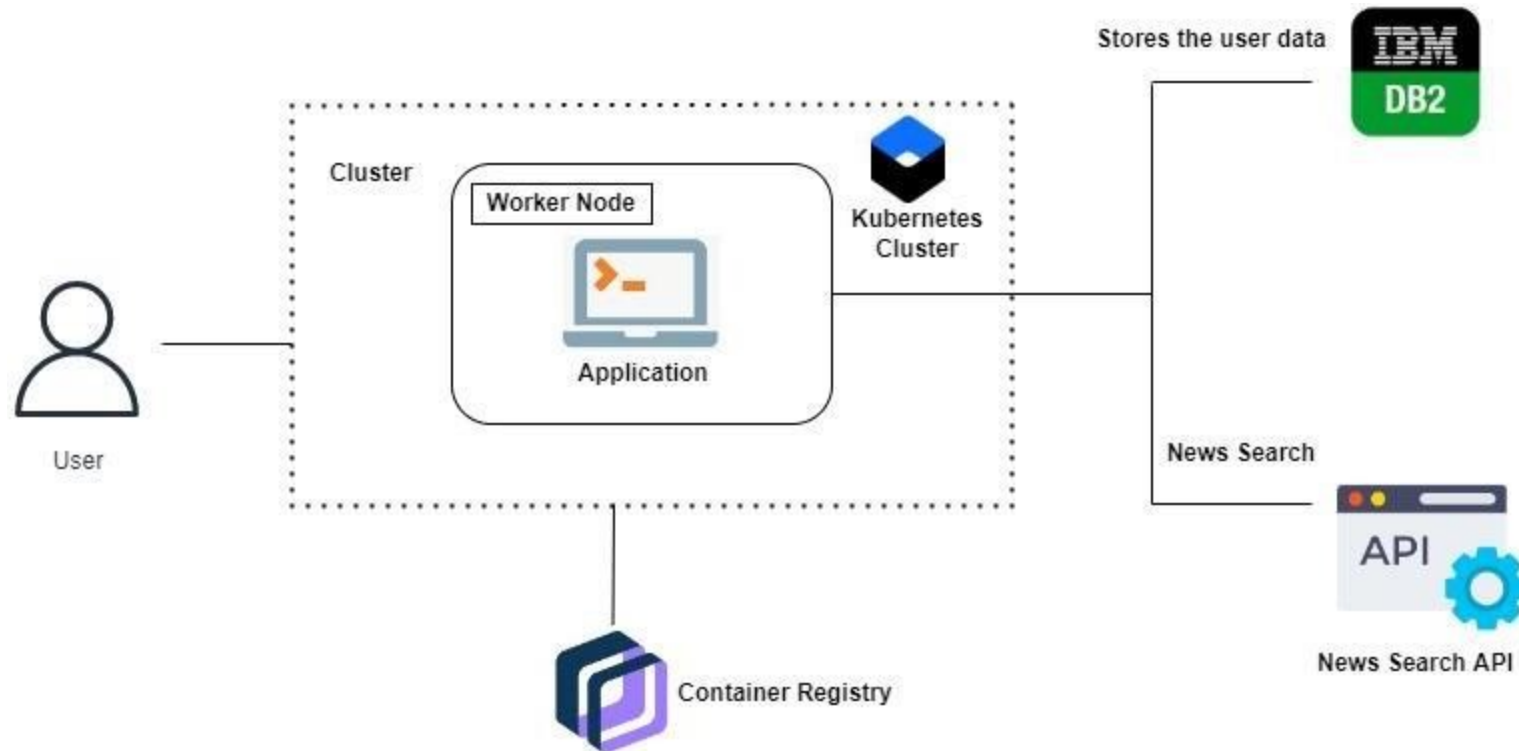 Stores the user data
IBM
DB2
Cluster
Worker Node
Kubernetes
Cluster
Application
User
News Search
API
News Search API
Container Registry